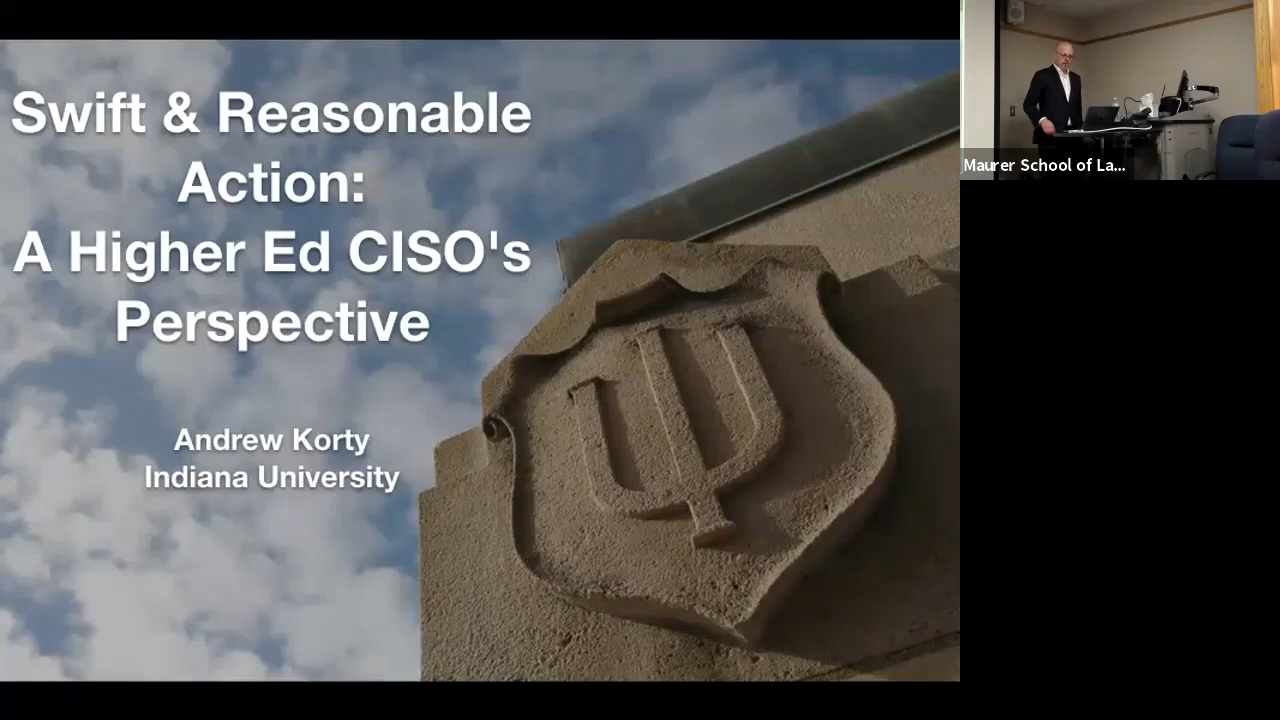 Swift & Reasonable
Action:
A Higher Ed CISO's
Perspective
Andrew Korty
Indiana University
Maurer School of La...